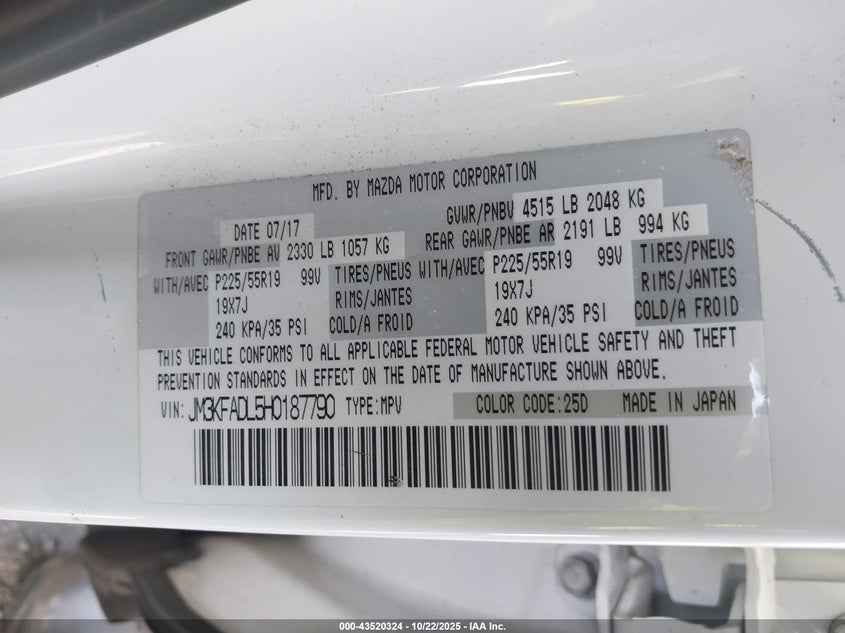 MFD. BY MAZDA MOTOR CORPORATION
DATE 07/17 GVWR/PNBV 4515 LB 2048 KG
FRONT GAWR/PNBE AV 2330 LB 1057 KG REAR GAWR/PNBE AR 2191 LB 994 KG
WITH/AVEC P225/55R19 99V TIRES/PNEUS WITH/AVEC P225/55R19 99V TIRES/PNEUS
19X7J RIMS/JANTES 19X7J RIMS/JANTES
240 KPA/35 PSI COLD/A FROID 240 KPA/35 PSI COLD/A FROID
THIS VEHICLE CONFORMS TO ALL APPLICABLE FEDERAL MOTOR VEHICLE SAFETY AND THEFT
PREVENTION STANDARDS IN EFFECT ON THE DATE OF MANUFACTURE SHOWN ABOVE.
VIN: JM3KFADL5H0187790 TYPE:MPV COLOR CODE:25D MADE IN JAPAN
000-43520324 - 10/22/2025 - IAA Inc.